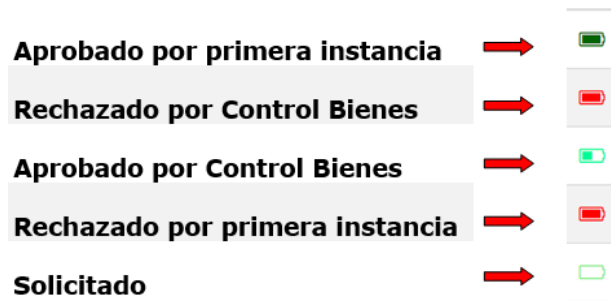 Aprobado por primera instancia
Rechazado por Control Bienes
Aprobado por Control Bienes
Rechazado por primera instancia
Solicitado